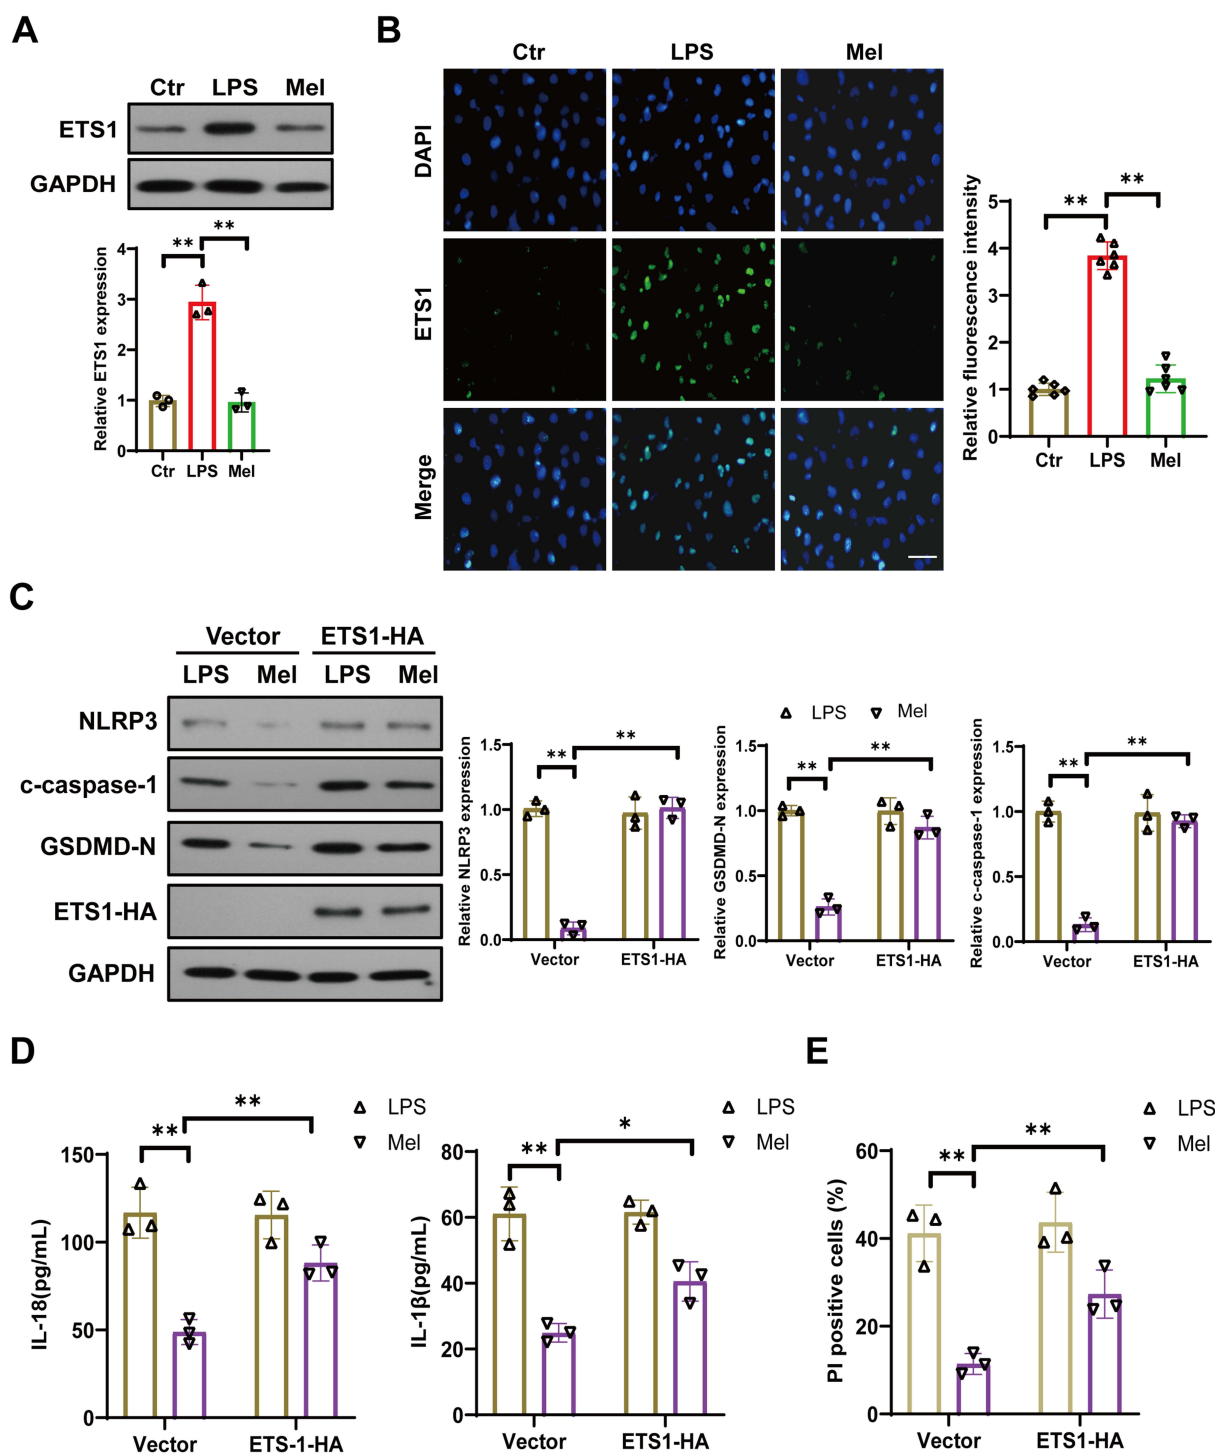 A
Ctr LPS Mel
ETS1
GAPDH
** **
Relative ETS1 expression
4
3
2
1
0
Ctr LPS Mel
B
Ctr LPS Mel
DAPI
ETS1
Merge
** **
Relative fluorescence intensity
5
4
3
2
1
0
Ctr LPS Mel
C
Vector ETS1-HA
LPS Mel LPS Mel
NLRP3
c-caspase-1
GSDMD-N
ETS1-HA
GAPDH
LPS Mel
** **
Relative NLRP3 expression
1.5
1.0
0.5
0.0
Vector ETS1-HA
** **
Relative GSDMD-N expression
1.5
1.0
0.5
0.0
Vector ETS1-HA
** **
Relative c-caspase-1 expression
1.5
1.0
0.5
0.0
Vector ETS1-HA
D
LPS
Mel
** **
IL-18(pg/mL)
150
100
50
0
Vector ETS-1-HA
LPS
Mel
** *
IL-1β(pg/mL)
80
60
40
20
0
Vector ETS1-HA
E
LPS
Mel
** **
PI positive cells (%)
60
40
20
0
Vector ETS1-HA